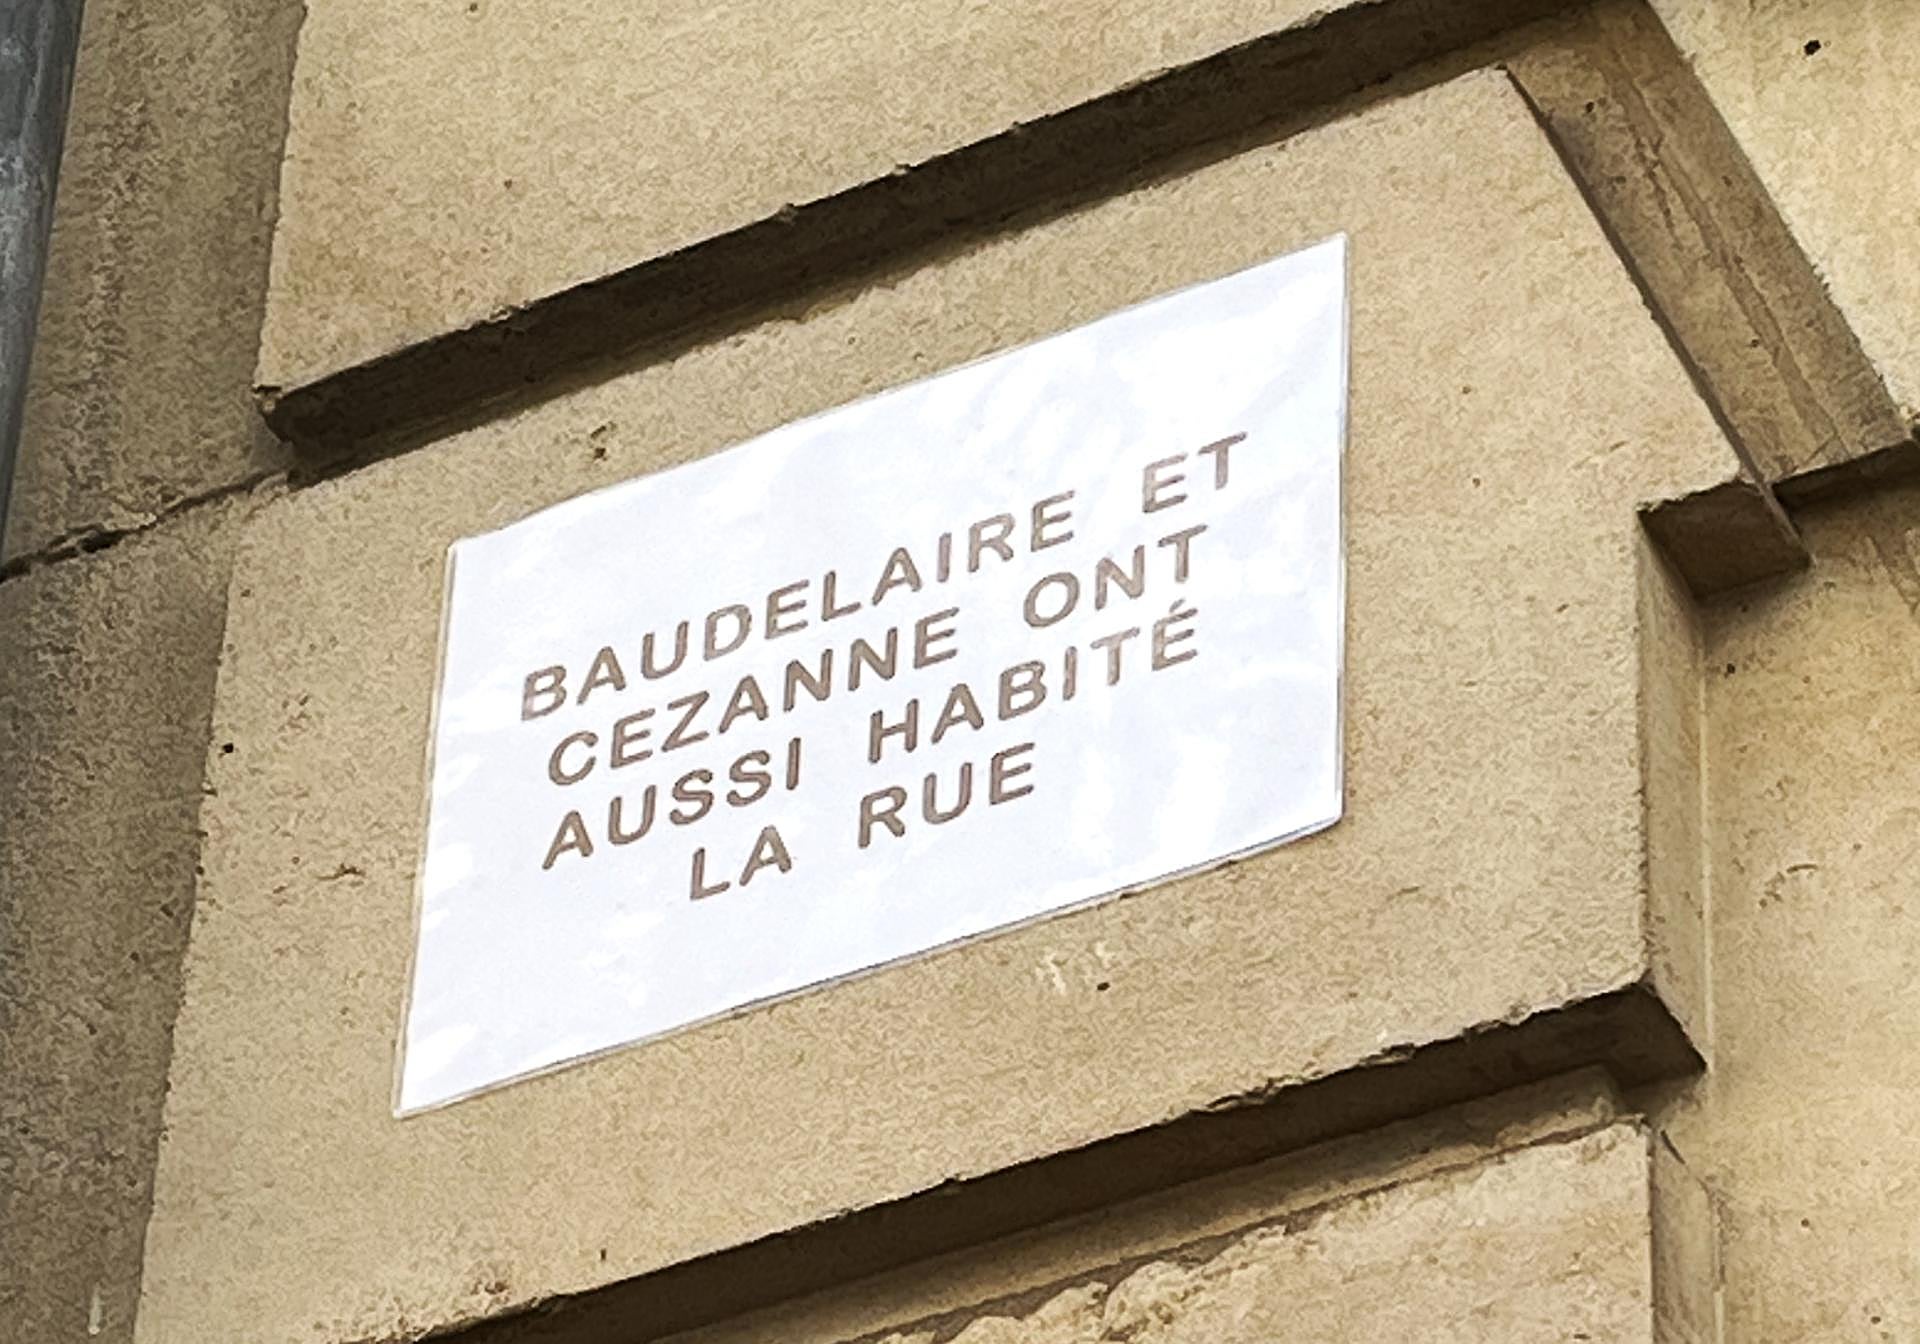 BAUDELAIRE ET
CEZANNE ONT
AUSSI HABITÉ
LA RUE